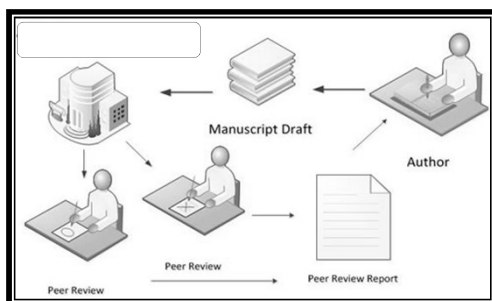 Manuscript Draft
Author
Peer Review
Peer Review Report
Peer Review